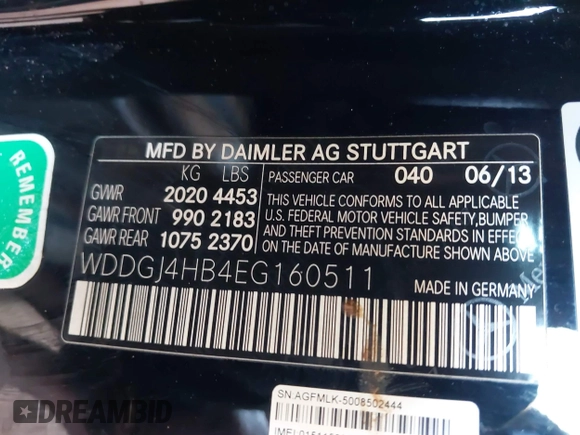 REMEMBER
MFD BY DAIMLER AG STUTTGART
KG LBS
GVWR 2020 4453
GAWR FRONT 990 2183
GAWR REAR 1075 2370
PASSENGER CAR 040 06/13
THIS VEHICLE CONFORMS TO ALL APPLICABLE
U.S. FEDERAL MOTOR VEHICLE SAFETY,BUMPER
AND THEFT PREVENTION STANDARDS IN EFFECT
ON THE DATE OF MANUFACTURE SHOWN ABOVE.
WDDGJ4HB4EG160511
MADE IN GERMANY
SN:AGFMLK-5008502444
DREAMBID